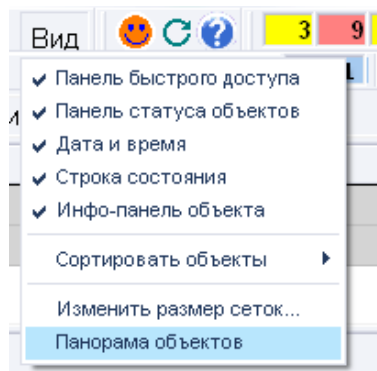 Вид 3 9
Панель быстрого доступа
Панель статуса объектов
Дата и время
Строка состояния
Инфо-панель объекта
Сортировать объекты
Изменить размер сеток...
Панорама объектов